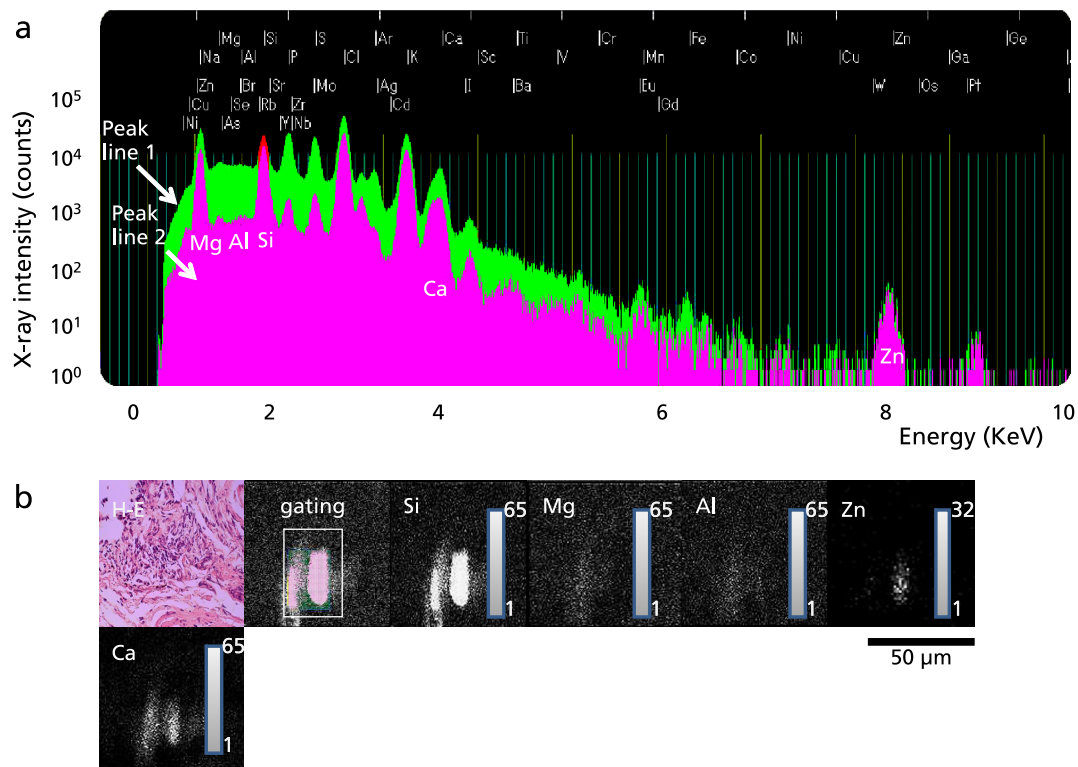 a
Mg Si S Ar Ca Ti Cr Fe Ni Zn Ge
Na Al P Cl K Sc V Mn Co Cu Ga
Zn Br Sr Mo Ag I Ba Eu W Os Pt
Cu Se Rb Zr Cd Gd
Ni As Y Nb
X-ray intensity (counts)
10⁵
10⁴
10³
10²
10¹
10⁰
Peak
line 1
Peak
line 2
Mg Al Si
Ca
Zn
0 2 4 6 8 10
Energy (KeV)
b
H-E
gating
Si
65
1
Mg
65
1
Al
65
1
Zn
32
1
Ca
65
1
50 μm